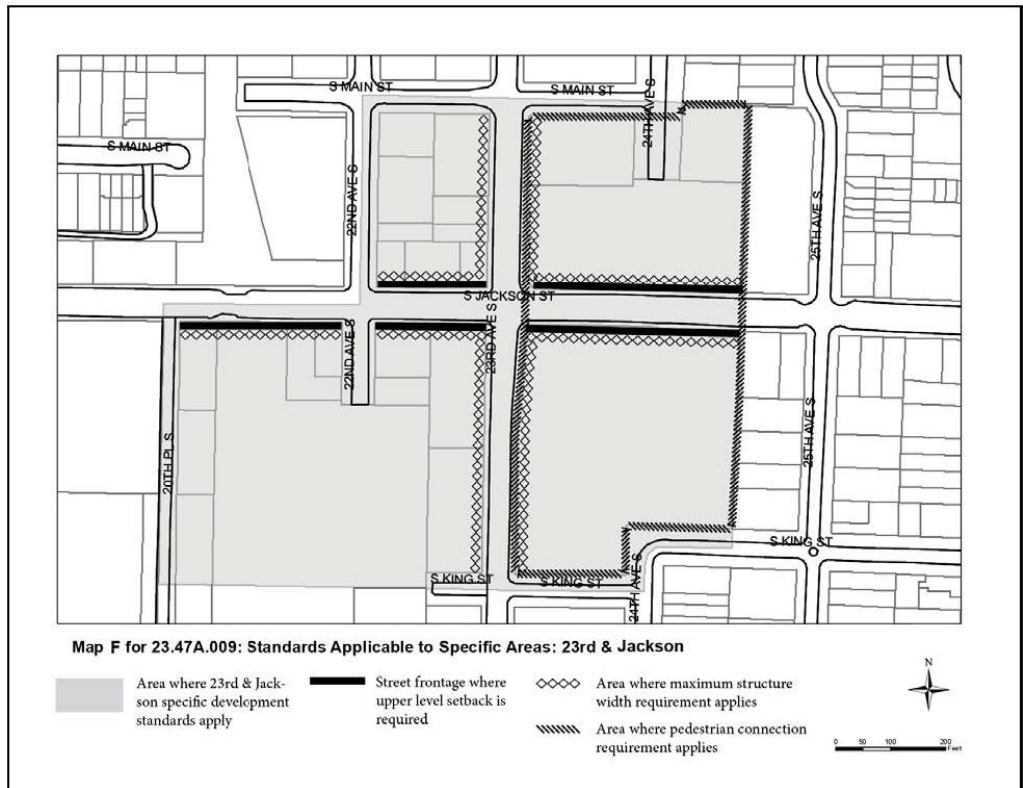 S MAIN ST
S MAIN ST
24TH AVE S
S MAIN ST
22ND AVE S
25TH AVE S
S JACKSON ST
23RD AVE S
22ND AVE S
20TH PL S
25TH AVE S
S KING ST
S KING ST
S KING ST
24TH AVE S
Map F for 23.47A.009: Standards Applicable to Specific Areas: 23rd & Jackson
Area where 23rd & Jack-
son specific development
standards apply
Street frontage where
upper level setback is
required
Area where maximum structure
width requirement applies
Area where pedestrian connection
requirement applies
N
0 50 100 200
Feet